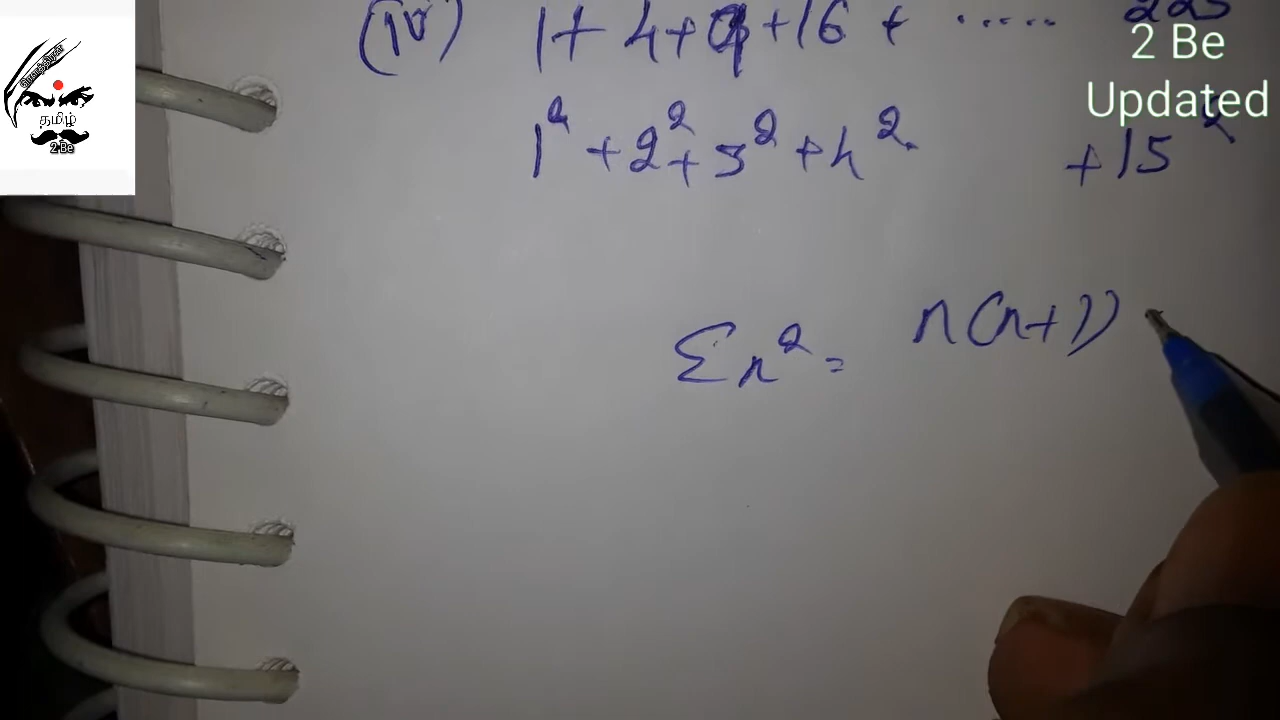 (iv) 1 + 4 + 9 + 16 + ..... 225
1² + 2² + 3² + 4². + 15²
Σn² = n(n+1)
2 Be
Updated
தமிழ்
2 Be